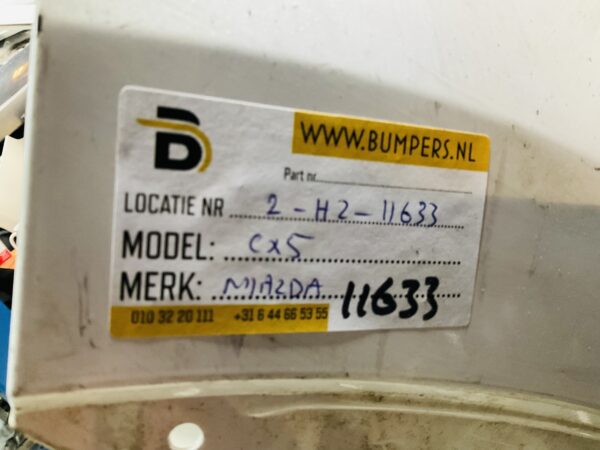 B
WWW.BUMPERS.NL
Part nr.
LOCATIE NR 2-H2-11633
MODEL: CX5
MERK: MAZDA 11633
010 32 20 111 +31 6 44 66 53 55